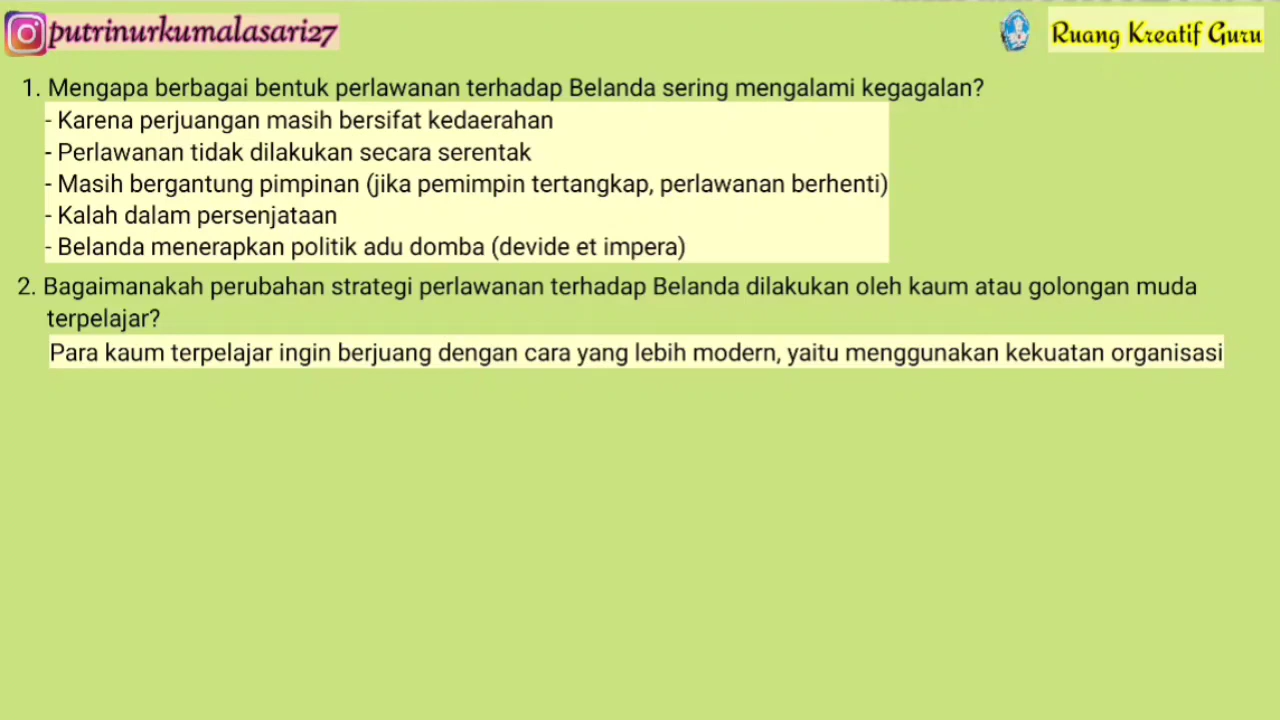 putrinurkumalasari27
Ruang Kreatif Guru
1. Mengapa berbagai bentuk perlawanan terhadap Belanda sering mengalami kegagalan?
- Karena perjuangan masih bersifat kedaerahan
- Perlawanan tidak dilakukan secara serentak
- Masih bergantung pimpinan (jika pemimpin tertangkap, perlawanan berhenti)
- Kalah dalam persenjataan
- Belanda menerapkan politik adu domba (devide et impera)
2. Bagaimanakah perubahan strategi perlawanan terhadap Belanda dilakukan oleh kaum atau golongan muda
terpelajar?
Para kaum terpelajar ingin berjuang dengan cara yang lebih modern, yaitu menggunakan kekuatan organisasi